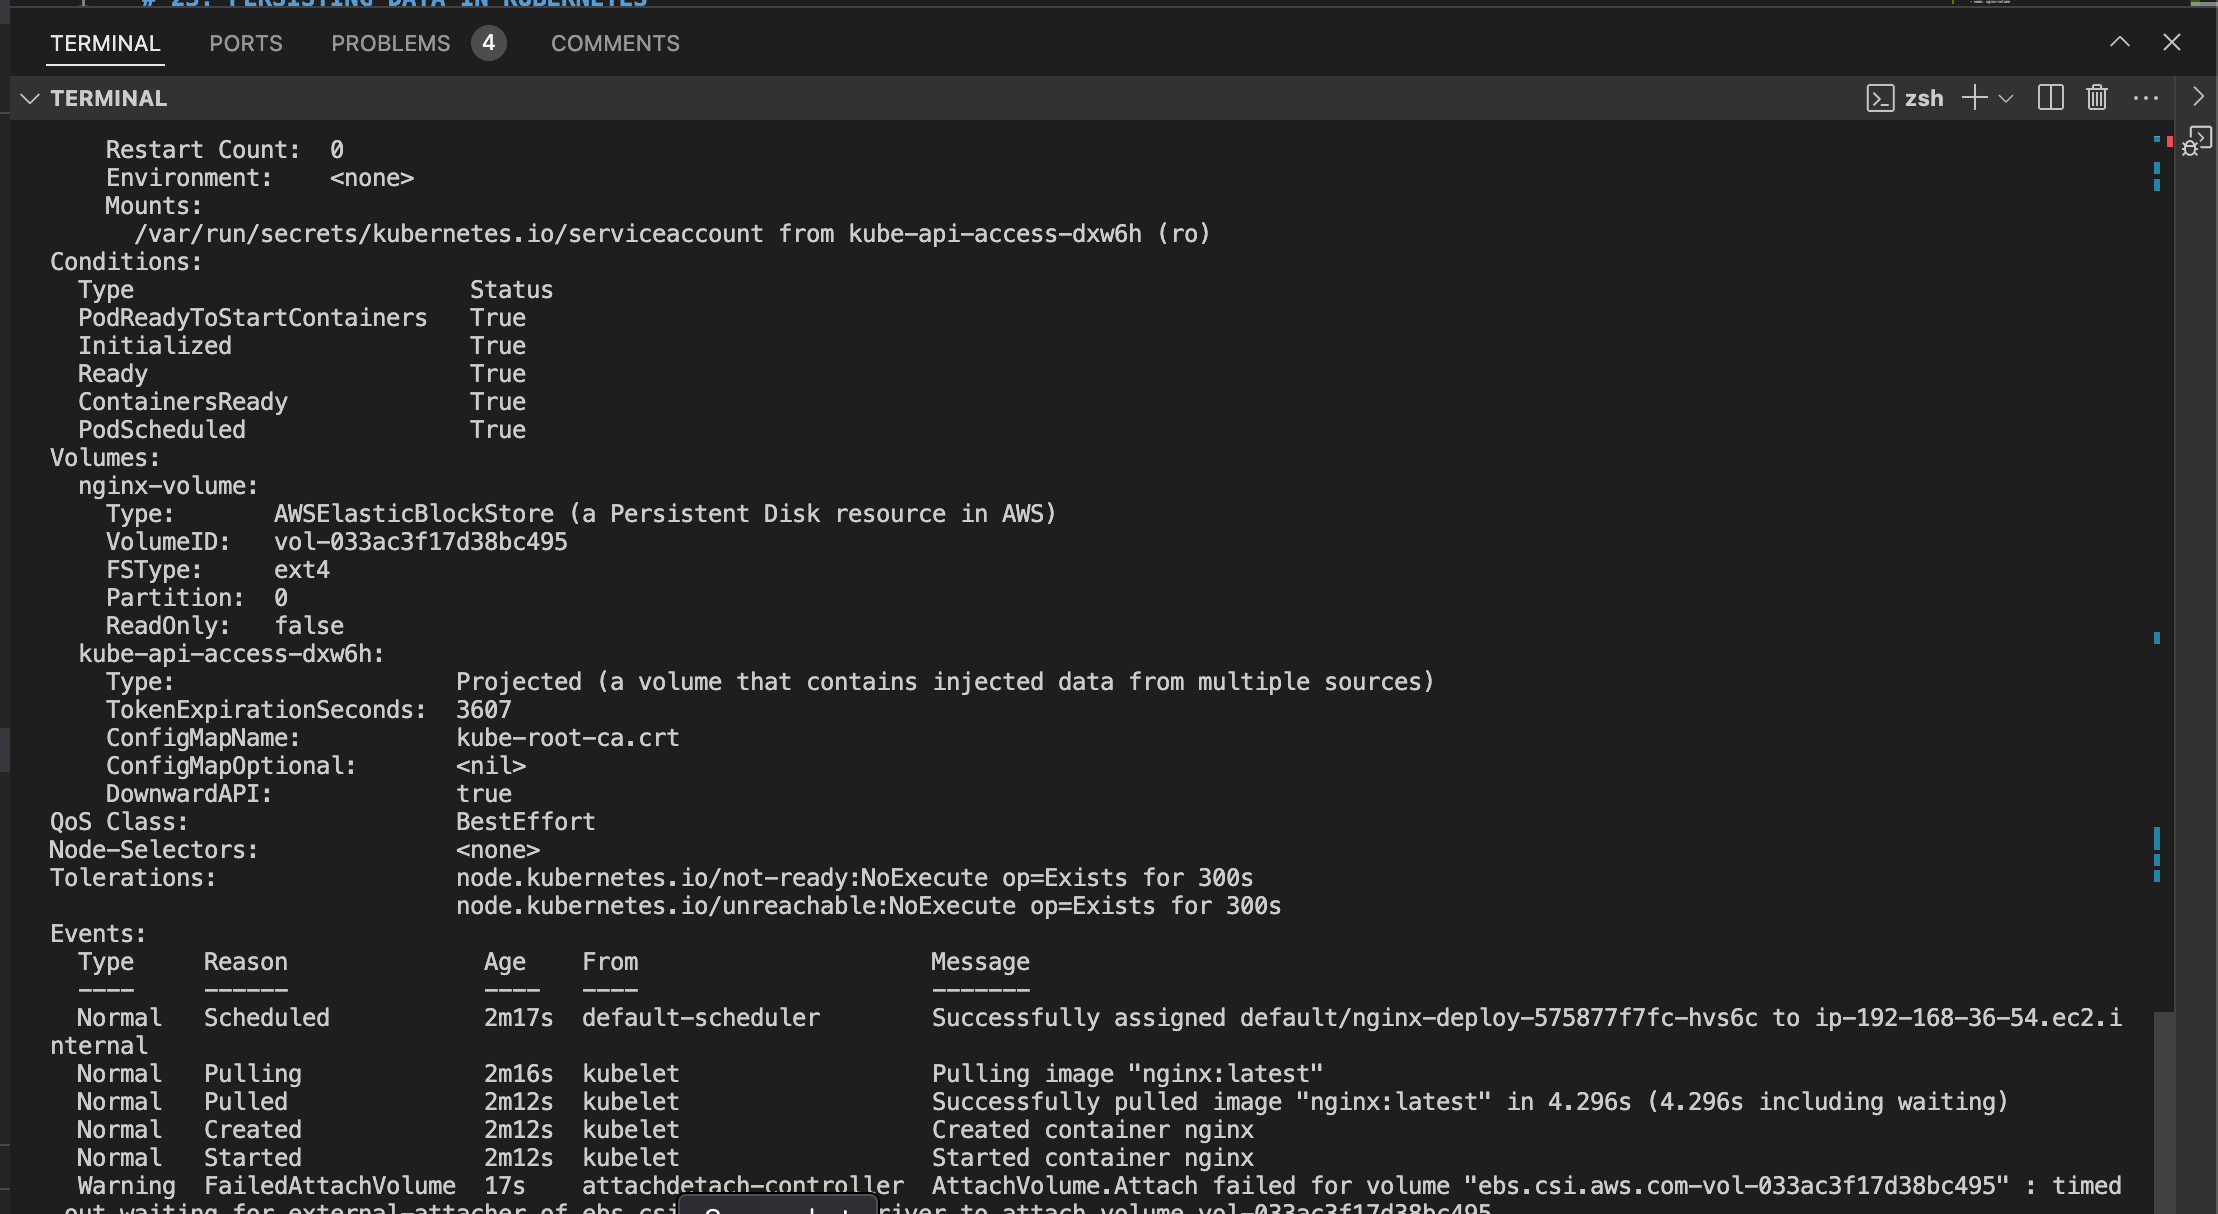 # 25: PERSISTING DATA IN KUBERNETES
TERMINAL PORTS PROBLEMS 4 COMMENTS
TERMINAL zsh
Restart Count: 0
Environment: <none>
Mounts:
/var/run/secrets/kubernetes.io/serviceaccount from kube-api-access-dxw6h (ro)
Conditions:
Type Status
PodReadyToStartContainers True
Initialized True
Ready True
ContainersReady True
PodScheduled True
Volumes:
nginx-volume:
Type: AWSElasticBlockStore (a Persistent Disk resource in AWS)
VolumeID: vol-033ac3f17d38bc495
FSType: ext4
Partition: 0
ReadOnly: false
kube-api-access-dxw6h:
Type: Projected (a volume that contains injected data from multiple sources)
TokenExpirationSeconds: 3607
ConfigMapName: kube-root-ca.crt
ConfigMapOptional: <nil>
DownwardAPI: true
QoS Class: BestEffort
Node-Selectors: <none>
Tolerations: node.kubernetes.io/not-ready:NoExecute op=Exists for 300s
node.kubernetes.io/unreachable:NoExecute op=Exists for 300s
Events:
Type Reason Age From Message
---- ------ ---- ---- -------
Normal Scheduled 2m17s default-scheduler Successfully assigned default/nginx-deploy-575877f7fc-hvs6c to ip-192-168-36-54.ec2.i
nternal
Normal Pulling 2m16s kubelet Pulling image "nginx:latest"
Normal Pulled 2m12s kubelet Successfully pulled image "nginx:latest" in 4.296s (4.296s including waiting)
Normal Created 2m12s kubelet Created container nginx
Normal Started 2m12s kubelet Started container nginx
Warning FailedAttachVolume 17s attachdetach-controller AttachVolume.Attach failed for volume "ebs.csi.aws.com-vol-033ac3f17d38bc495" : timed
out waiting for external-attacher of ebs.csi to attach volume vol-033ac3f17d38bc495